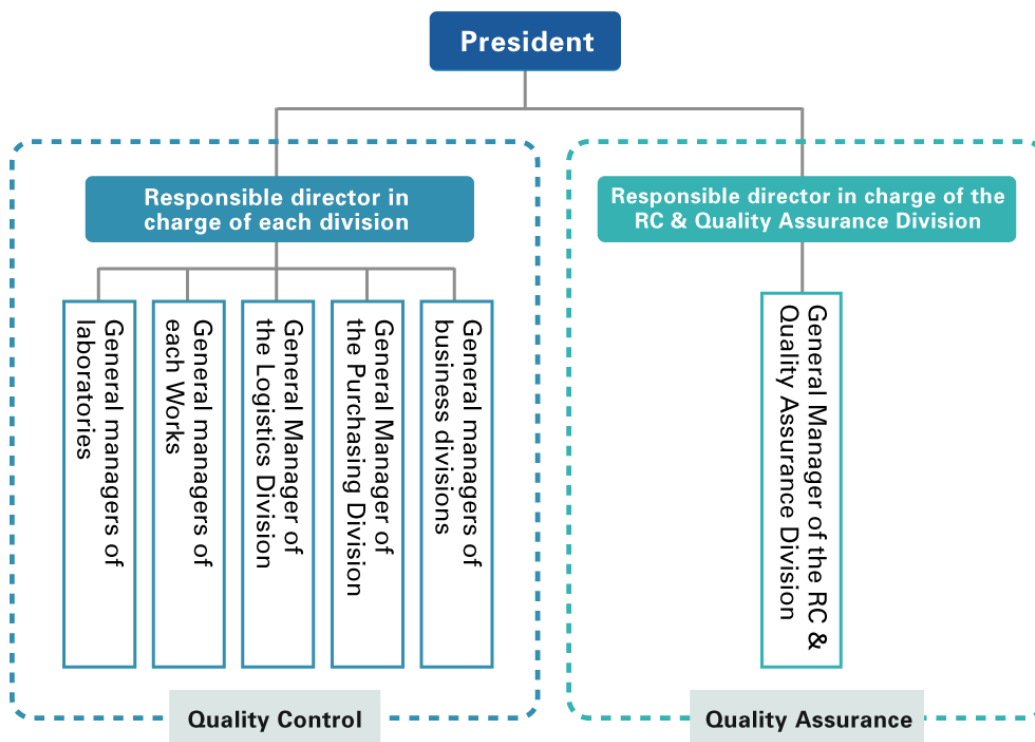 President
Responsible director in
charge of each division
Responsible director in charge of the
RC & Quality Assurance Division
General managers of
laboratories
General managers of
each Works
General Manager of
the Logistics Division
General Manager of
the Purchasing Division
General managers of
business divisions
General Manager of the RC &
Quality Assurance Division
Quality Control
Quality Assurance